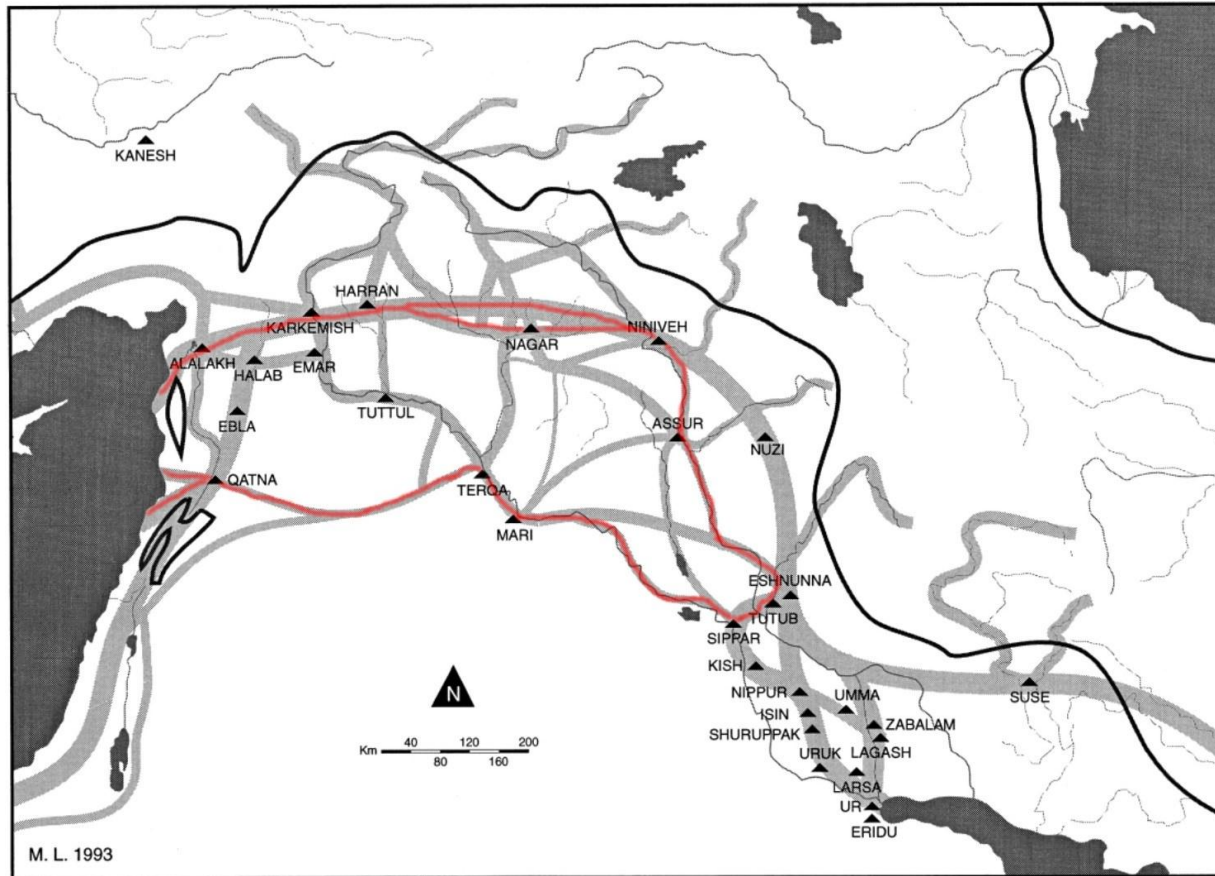 KANESH
HARRAN
KARKEMISH
NINIVEH
NAGAR
ALALAKH
HALAB
EMAR
TUTTUL
EBLA
ASSUR
NUZI
QATNA
TERQA
MARI
ESHNUNNA
TUTUB
SIPPAR
KISH
N
NIPPUR
UMMA
SUSE
ISIN
ZABALAM
SHURUPPAK
LAGASH
Km 40 120 200
80 160
URUK
LARSA
UR
ERIDU
M. L. 1993